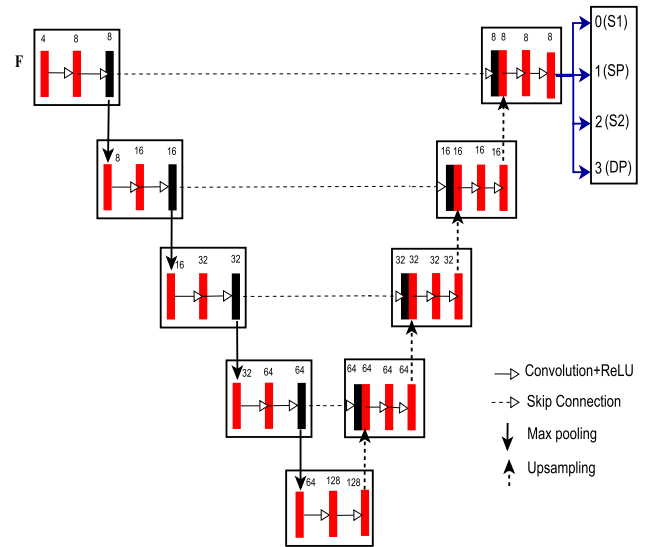 F
4 8 8
8 8 8 8
0(S1)
1(SP)
2(S2)
3(DP)
8 16 16
16 16 16 16
16 32 32
32 32 32 32
32 64 64
64 64 64 64
64 128 128
Convolution+ReLU
Skip Connection
Max pooling
Upsampling